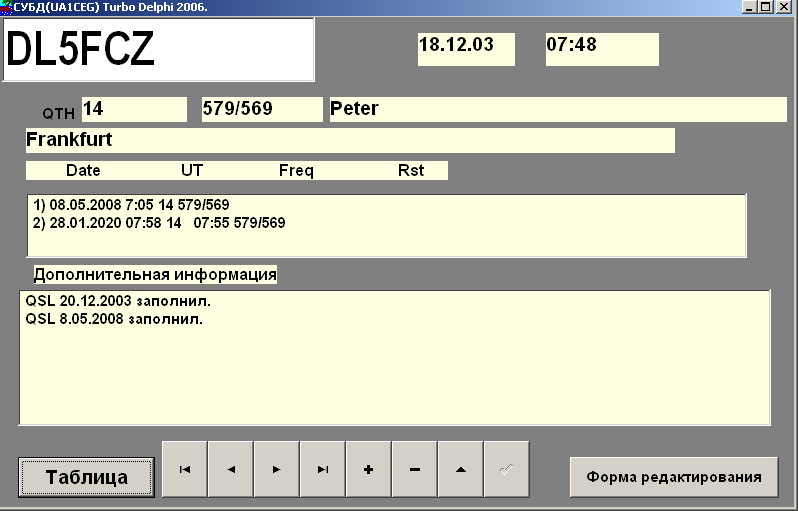 СУБД(UA1CEG) Turbo Delphi 2006.
DL5FCZ
18.12.03 07:48
QTH 14 579/569 Peter
Frankfurt
Date UT Freq Rst
1) 08.05.2008 7:05 14 579/569
2) 28.01.2020 07:58 14 07:55 579/569
Дополнительная информация
QSL 20.12.2003 заполнил.
QSL 8.05.2008 заполнил.
Таблица Форма редактирования